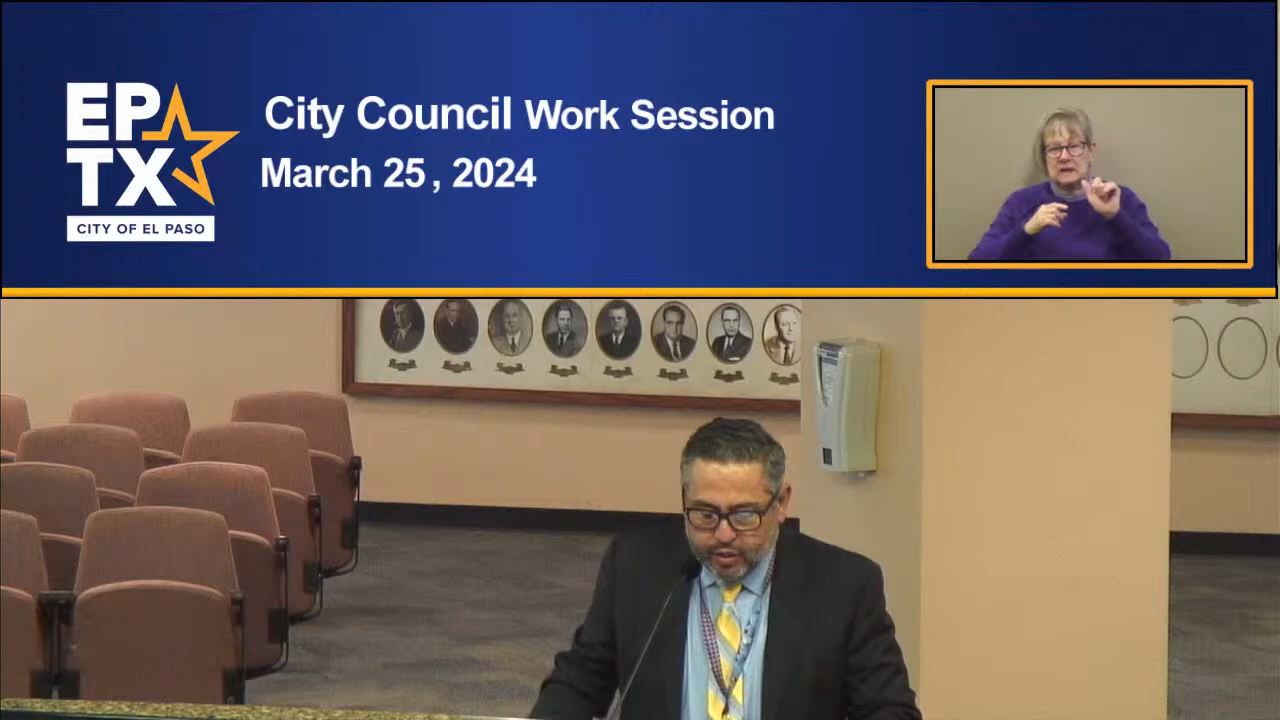 EP
TX
CITY OF EL PASO
City Council Work Session
March 25, 2024